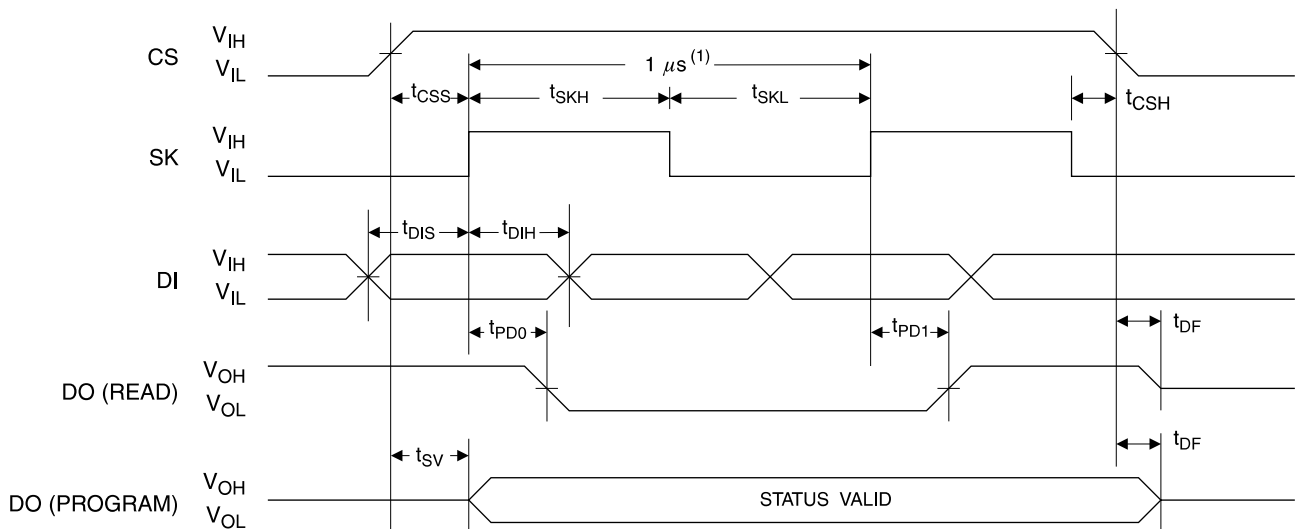 CS V_IH
V_IL
1 μs (1)
t_CSS t_SKH t_SKL t_CSH
SK V_IH
V_IL
t_DIS t_DIH
DI V_IH
V_IL
t_PD0 t_PD1 t_DF
DO (READ) V_OH
V_OL
t_SV t_DF
DO (PROGRAM) V_OH
V_OL
STATUS VALID